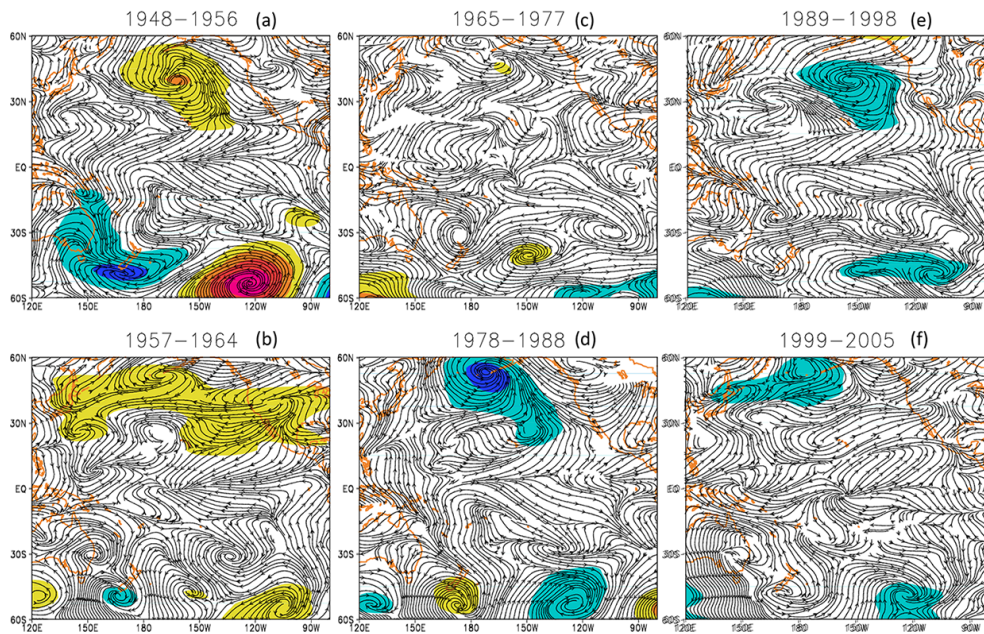 1948−1956 (a)
1965−1977 (c)
1989−1998 (e)
60N
30N
EQ
30S
60S
120E 150E 180 150W 120W 90W
60N
30N
EQ
30S
60S
120E 150E 180 150W 120W 90W
60N
30N
EQ
30S
60S
120E 150E 180 150W 120W 90W
1957−1964 (b)
1978−1988 (d)
1999−2005 (f)
60N
30N
EQ
30S
60S
120E 150E 180 150W 120W 90W
60N
30N
EQ
30S
60S
120E 150E 180 150W 120W 90W
60N
30N
EQ
30S
60S
120E 150E 180 150W 120W 90W